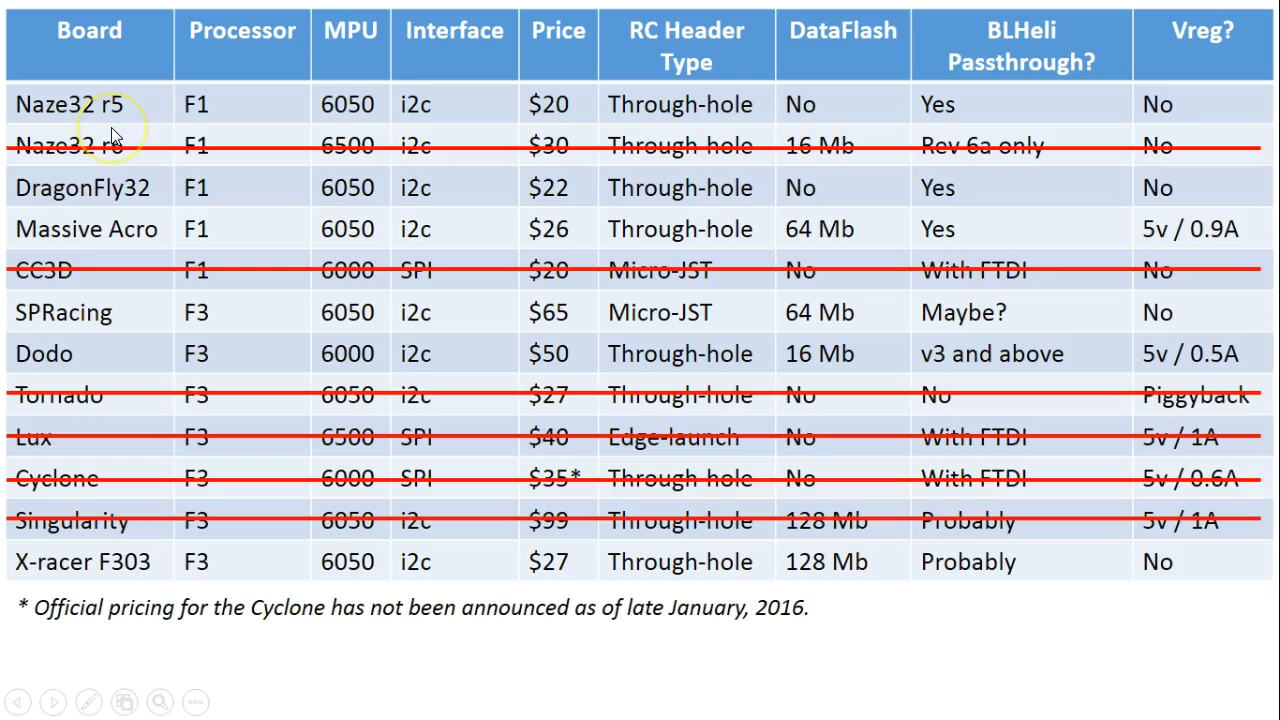 Board Processor MPU Interface Price RC Header Type DataFlash BLHeli Passthrough? Vreg?
Naze32 r5 F1 6050 i2c $20 Through-hole No Yes No
Naze32 r6 F1 6500 i2c $30 Through-hole 16 Mb Rev 6a only No
DragonFly32 F1 6050 i2c $22 Through-hole No Yes No
Massive Acro F1 6050 i2c $26 Through-hole 64 Mb Yes 5v / 0.9A
CC3D F1 6000 SPI $20 Micro-JST No With FTDI No
SPRacing F3 6050 i2c $65 Micro-JST 64 Mb Maybe? No
Dodo F3 6000 i2c $50 Through-hole 16 Mb v3 and above 5v / 0.5A
Tornado F3 6050 i2c $27 Through-hole No No Piggyback
Lux F3 6500 SPI $40 Edge-launch No With FTDI 5v / 1A
Cyclone F3 6000 SPI $35* Through-hole No With FTDI 5v / 0.6A
Singularity F3 6050 i2c $99 Through-hole 128 Mb Probably 5v / 1A
X-racer F303 F3 6050 i2c $27 Through-hole 128 Mb Probably No
* Official pricing for the Cyclone has not been announced as of late January, 2016.